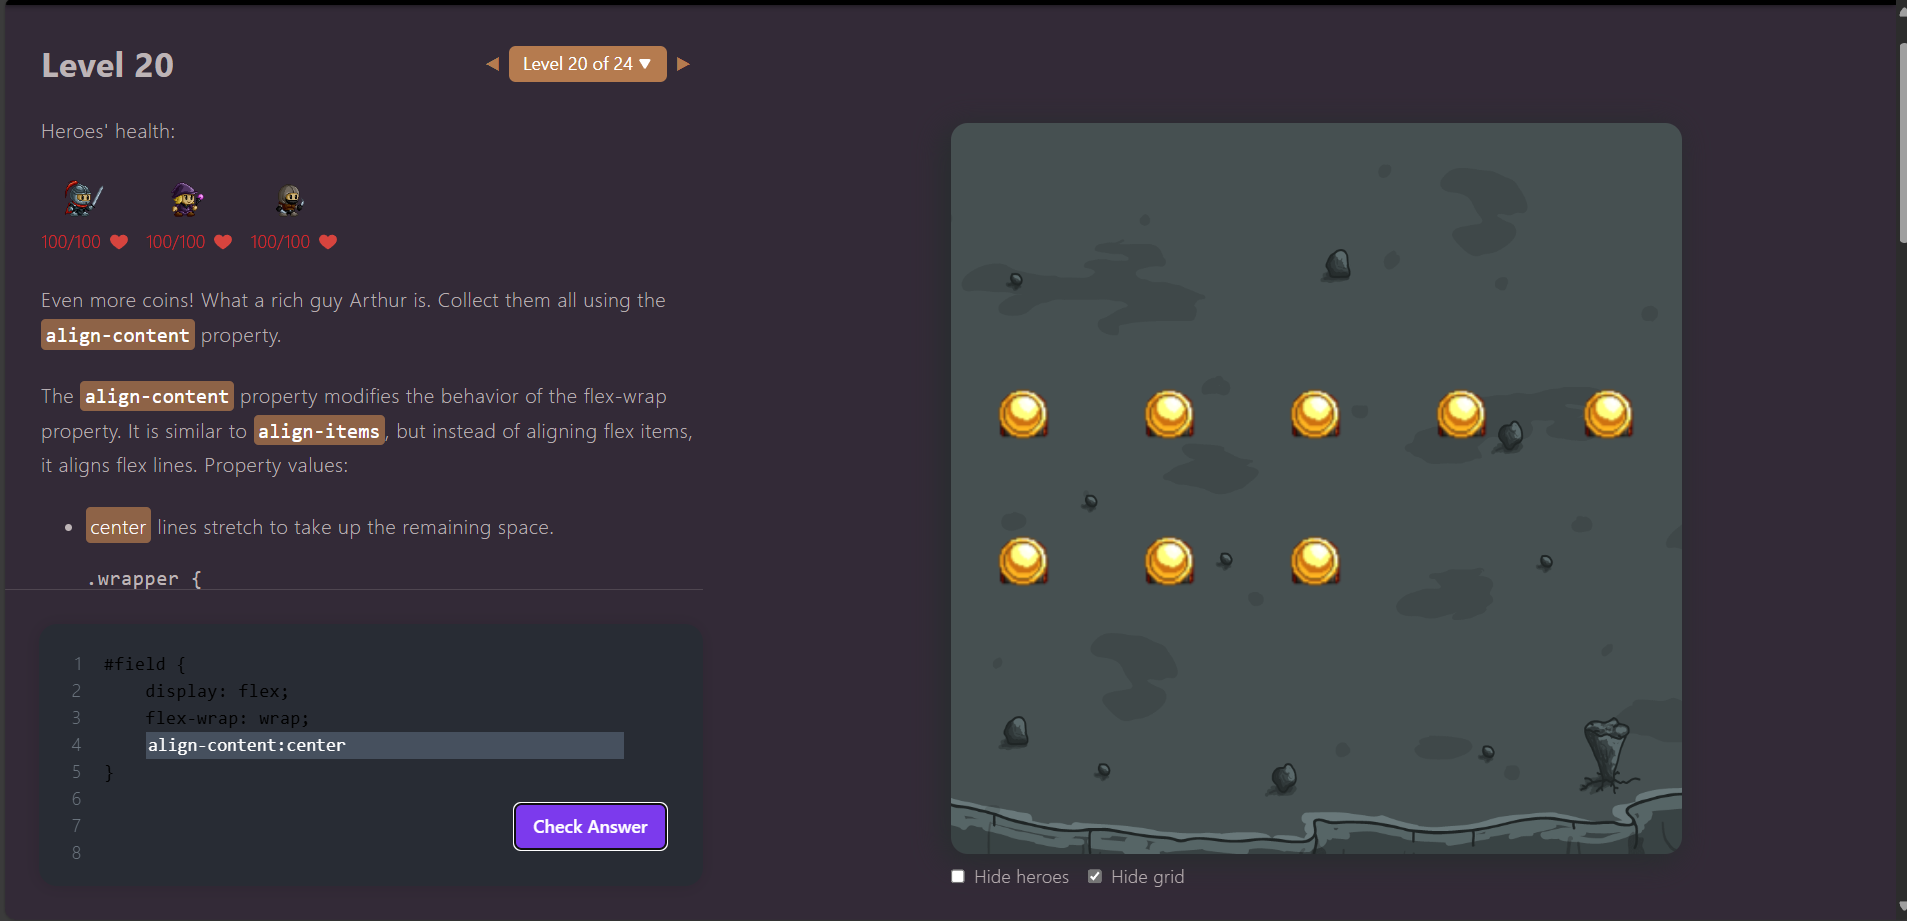 Level 20
◀ Level 20 of 24 ▼ ▶
Heroes' health:
100/100 100/100 100/100
Even more coins! What a rich guy Arthur is. Collect them all using the
align-content property.
The align-content property modifies the behavior of the flex-wrap
property. It is similar to align-items, but instead of aligning flex items,
it aligns flex lines. Property values:
• center lines stretch to take up the remaining space.
.wrapper {
1 #field {
2 display: flex;
3 flex-wrap: wrap;
4 align-content:center
5 }
6
7
8
Check Answer
Hide heroes Hide grid